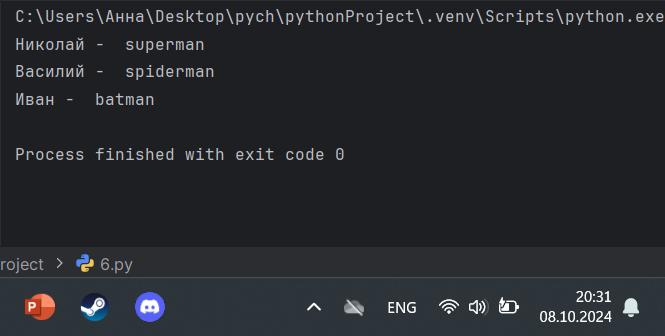 C:\Users\Анна\Desktop\pych\pythonProject\.venv\Scripts\python.exe
Николай -  superman
Василий -  spiderman
Иван -  batman
Process finished with exit code 0
roject > 6.py
ENG
20:31
08.10.2024